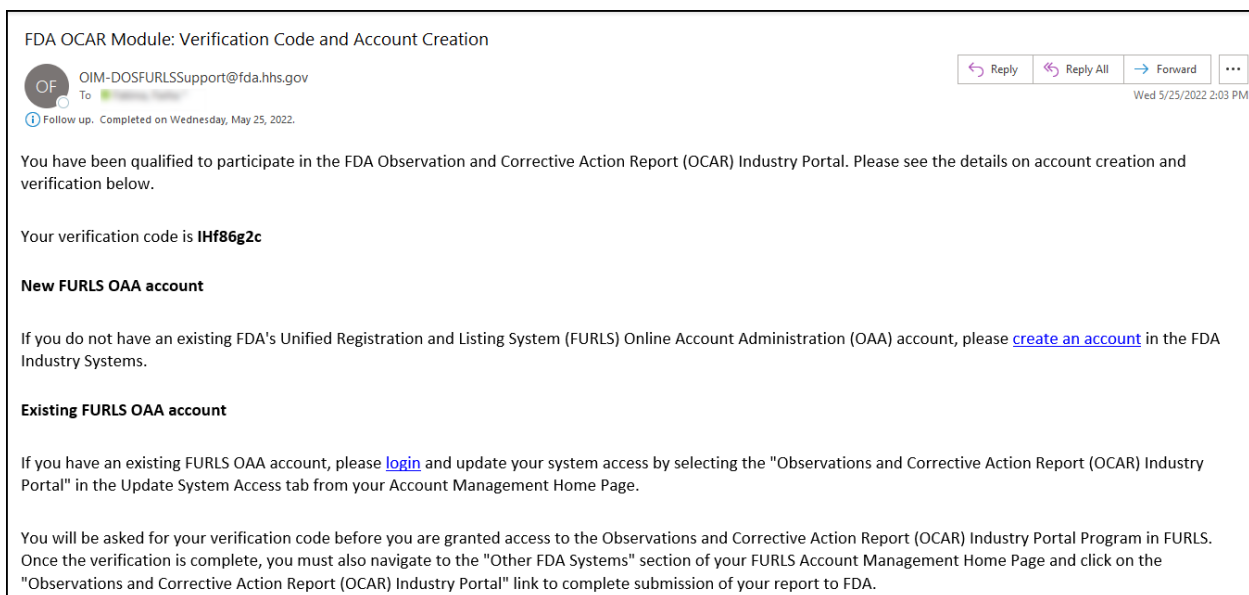 FDA OCAR Module: Verification Code and Account Creation
OF
OIM-DOSFURLSSupport@fda.hhs.gov
To
Reply
Reply All
Forward
Wed 5/25/2022 2:03 PM
Follow up. Completed on Wednesday, May 25, 2022.
You have been qualified to participate in the FDA Observation and Corrective Action Report (OCAR) Industry Portal. Please see the details on account creation and
verification below.
Your verification code is IHf86g2c
New FURLS OAA account
If you do not have an existing FDA's Unified Registration and Listing System (FURLS) Online Account Administration (OAA) account, please create an account in the FDA
Industry Systems.
Existing FURLS OAA account
If you have an existing FURLS OAA account, please login and update your system access by selecting the "Observations and Corrective Action Report (OCAR) Industry
Portal" in the Update System Access tab from your Account Management Home Page.
You will be asked for your verification code before you are granted access to the Observations and Corrective Action Report (OCAR) Industry Portal Program in FURLS.
Once the verification is complete, you must also navigate to the "Other FDA Systems" section of your FURLS Account Management Home Page and click on the
"Observations and Corrective Action Report (OCAR) Industry Portal" link to complete submission of your report to FDA.